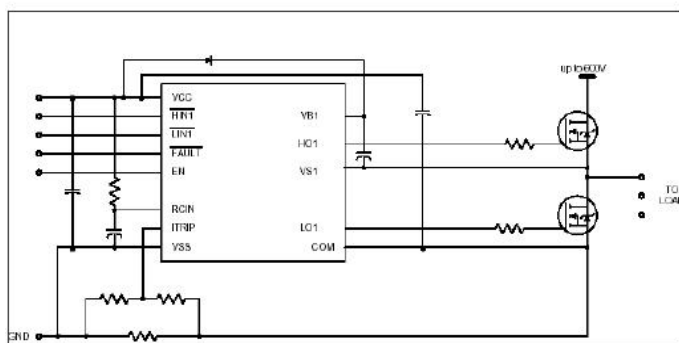 up to 600V
VCC
HIN1
VB1
LIN1
HO1
FAULT
EN
VS1
TO
LOAD
RCIN
ITRIP
LO1
VSS
COM
GND